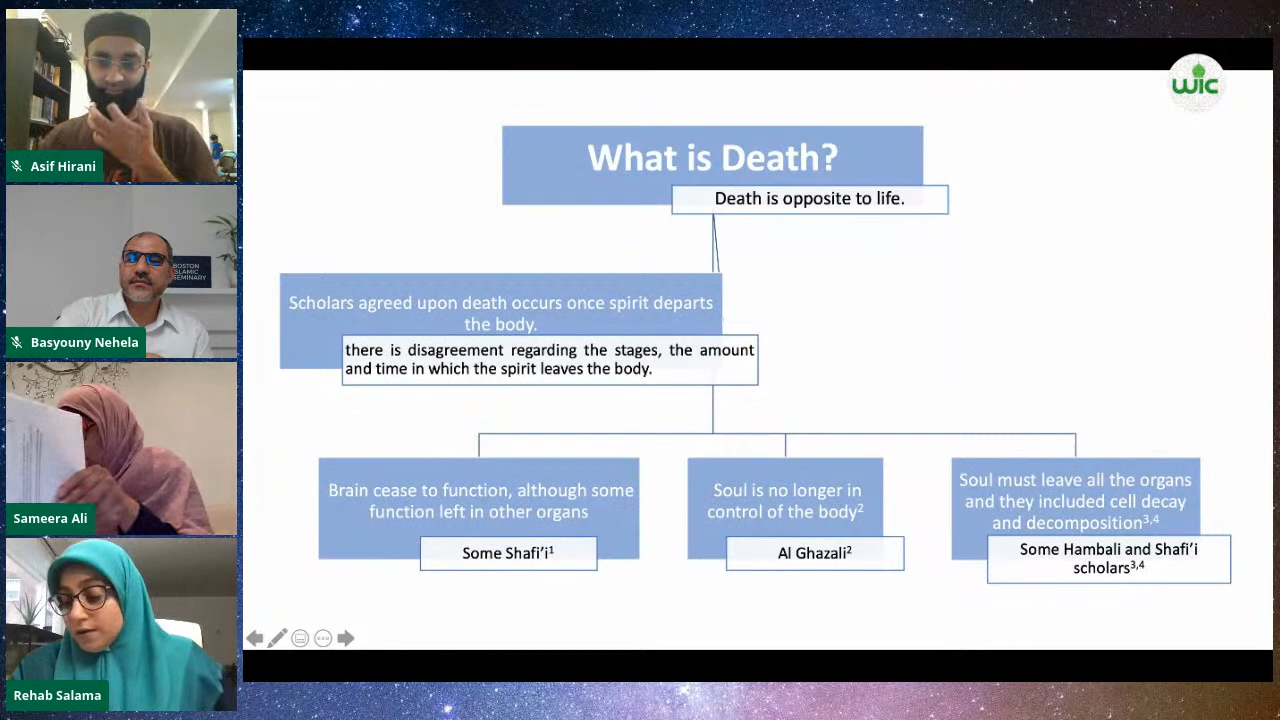 Asif Hirani
BOSTON
ISLAMIC
SEMINARY
Basyouny Nehela
Sameera Ali
Rehab Salama
WIC
What is Death?
Death is opposite to life.
Scholars agreed upon death occurs once spirit departs
the body.
there is disagreement regarding the stages, the amount
and time in which the spirit leaves the body.
Brain cease to function, although some
function left in other organs
Some Shafi’i¹
Soul is no longer in
control of the body²
Al Ghazali²
Soul must leave all the organs
and they included cell decay
and decomposition³,⁴
Some Hambali and Shafi’i
scholars³,⁴